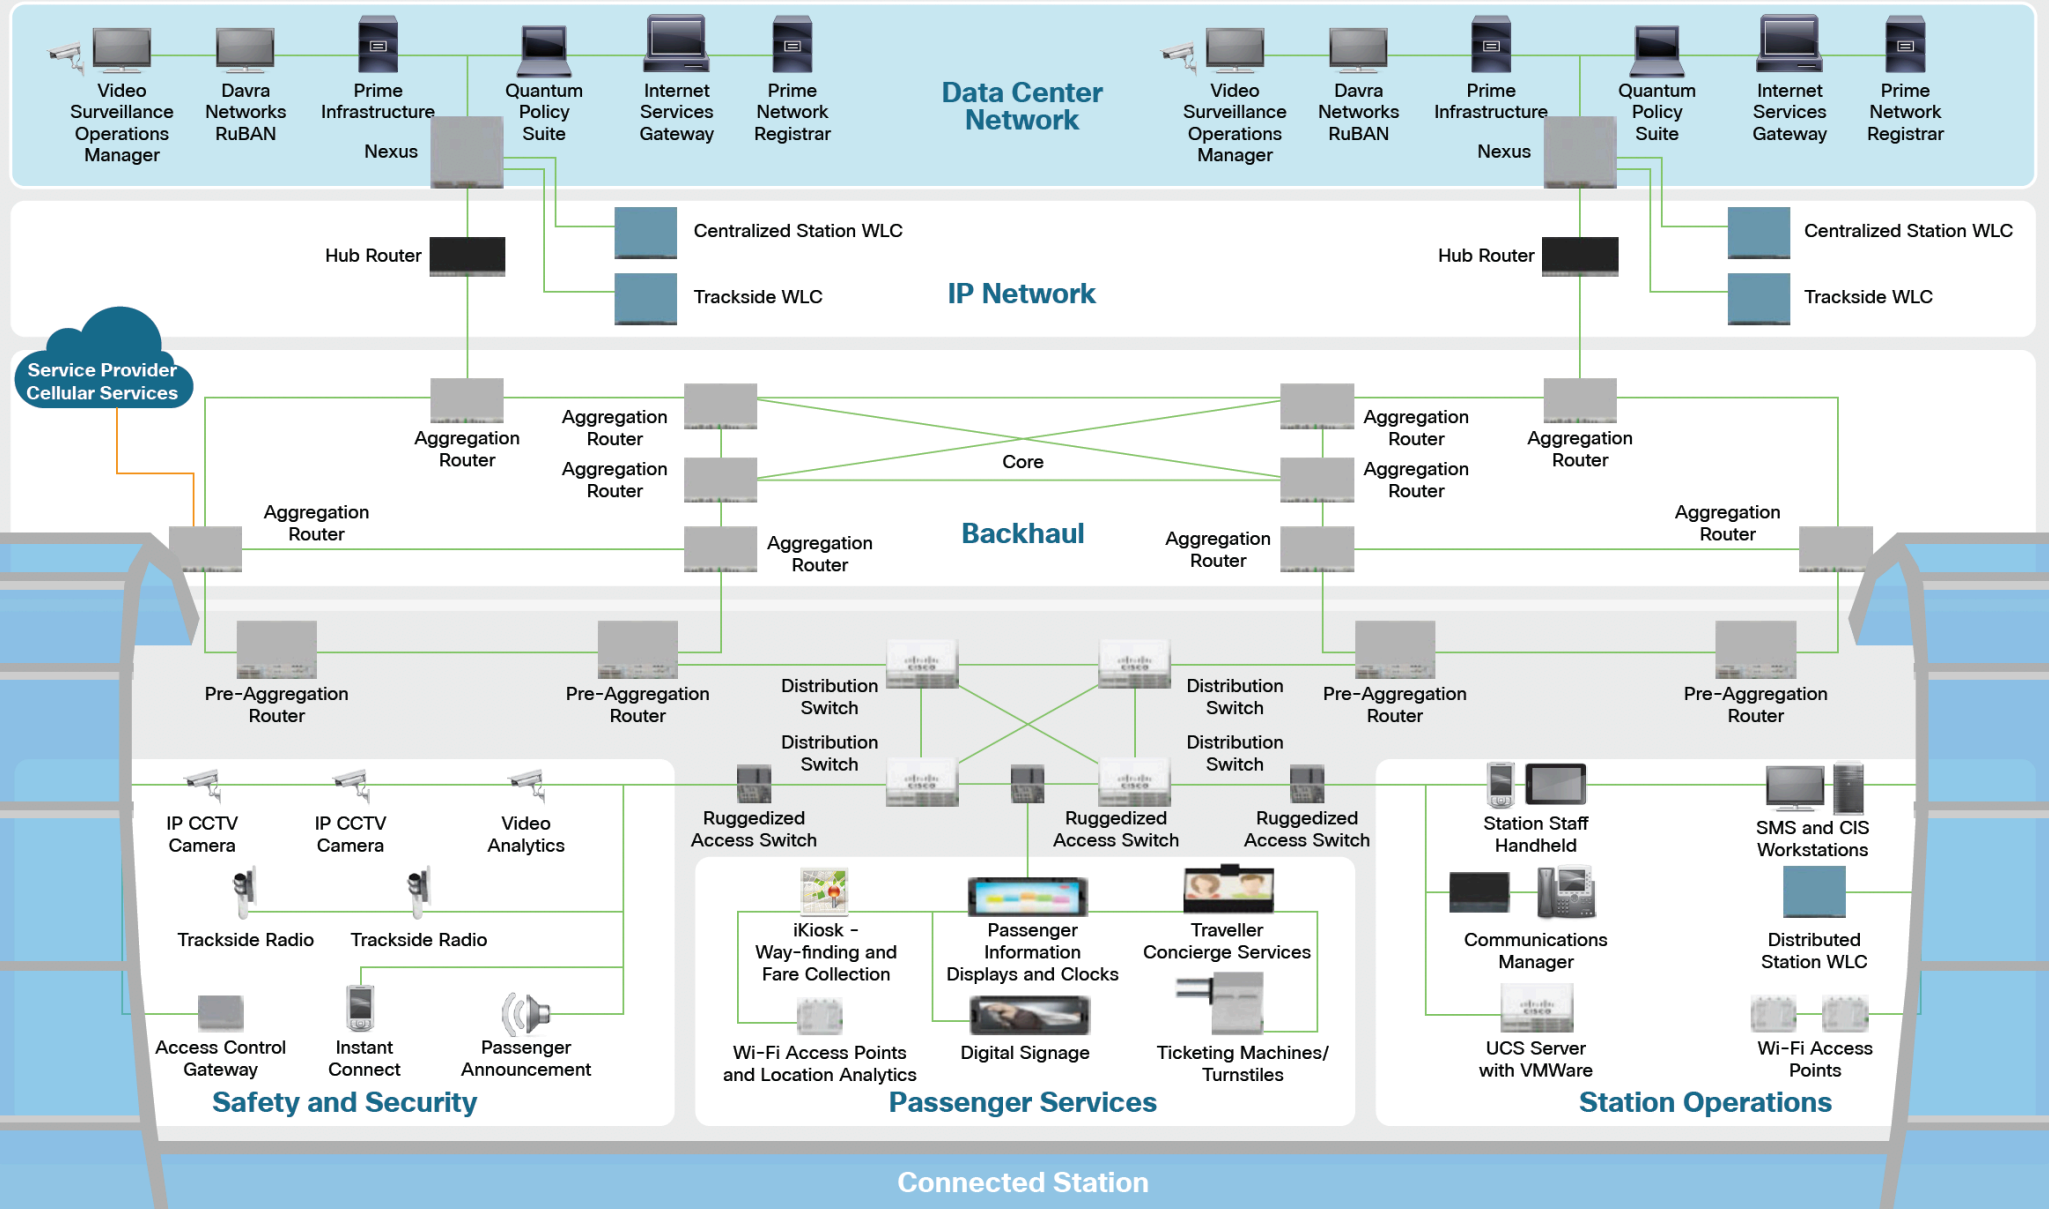 Video
Surveillance
Operations
Manager
Davra
Networks
RuBAN
Prime
Infrastructure
Quantum
Policy
Suite
Internet
Services
Gateway
Prime
Network
Registrar
Nexus
Data Center
Network
Video
Surveillance
Operations
Manager
Davra
Networks
RuBAN
Prime
Infrastructure
Quantum
Policy
Suite
Internet
Services
Gateway
Prime
Network
Registrar
Nexus
Hub Router
Centralized Station WLC
Trackside WLC
IP Network
Hub Router
Centralized Station WLC
Trackside WLC
Service Provider
Cellular Services
Aggregation
Router
Aggregation
Router
Aggregation
Router
Core
Aggregation
Router
Aggregation
Router
Aggregation
Router
Aggregation
Router
Aggregation
Router
Backhaul
Aggregation
Router
Aggregation
Router
Pre-Aggregation
Router
Pre-Aggregation
Router
CISCO
Distribution
Switch
CISCO
Distribution
Switch
Pre-Aggregation
Router
Pre-Aggregation
Router
Distribution
Switch
CISCO
Distribution
Switch
CISCO
Ruggedized
Access Switch
Ruggedized
Access Switch
Ruggedized
Access Switch
IP CCTV
Camera
IP CCTV
Camera
Video
Analytics
Trackside Radio
Trackside Radio
Access Control
Gateway
Instant
Connect
Passenger
Announcement
Safety and Security
iKiosk -
Way-finding and
Fare Collection
Passenger
Information
Displays and Clocks
Traveller
Concierge Services
Wi-Fi Access Points
and Location Analytics
Digital Signage
Ticketing Machines/
Turnstiles
Passenger Services
Station Staff
Handheld
SMS and CIS
Workstations
Communications
Manager
Distributed
Station WLC
CISCO
UCS Server
with VMWare
Wi-Fi Access
Points
Station Operations
Connected Station